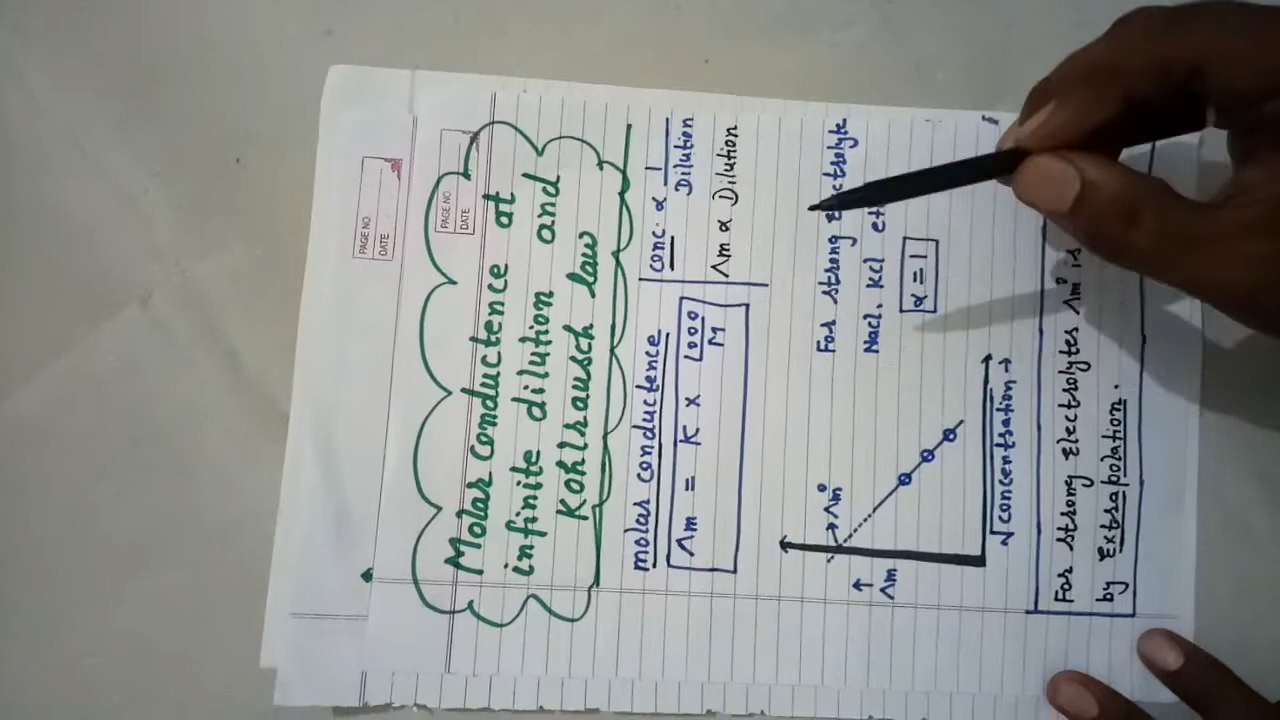 PAGE NO
DATE
PAGE NO
DATE
Molar conductence at
infinite dilution and
Kohlrausch law
molar conductence
Λm = K × 1000
M
conc. α 1
Dilution
Λm α Dilution
→ Λm°
↑
Λm
√concentration →
For strong Electrolyte
Nacl, Kcl
α = 1
For strong Electrolytes Λm° is
by Extrapolation.